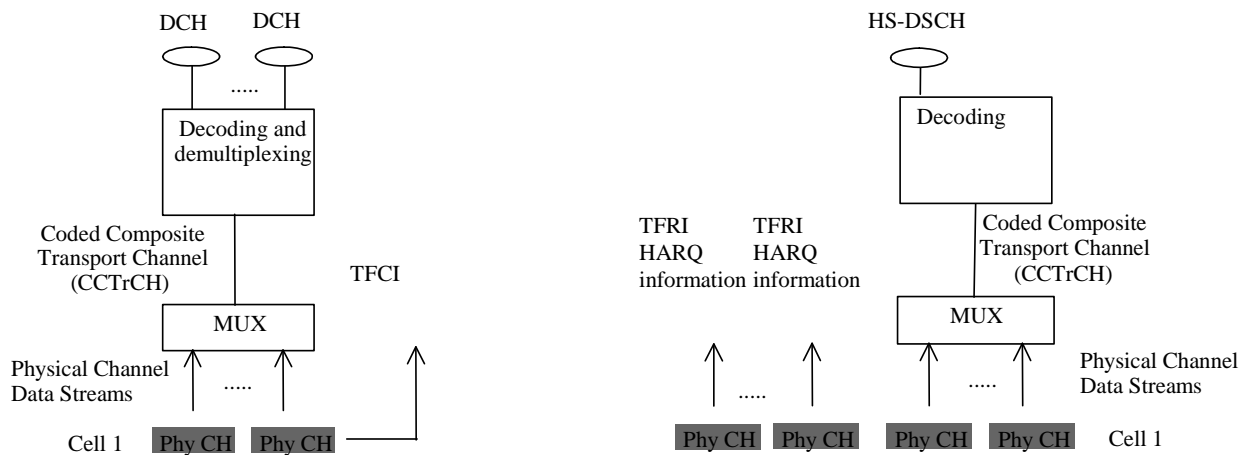 DCH DCH
.....
Decoding and
demultiplexing
Coded Composite
Transport Channel
(CCTrCH)
TFCI
MUX
Physical Channel
Data Streams
.....
Cell 1 Phy CH Phy CH
HS-DSCH
Decoding
TFRI
HARQ
information
TFRI
HARQ
information
Coded Composite
Transport Channel
(CCTrCH)
MUX
Physical Channel
Data Streams
.....
.....
Phy CH Phy CH Phy CH Phy CH Cell 1